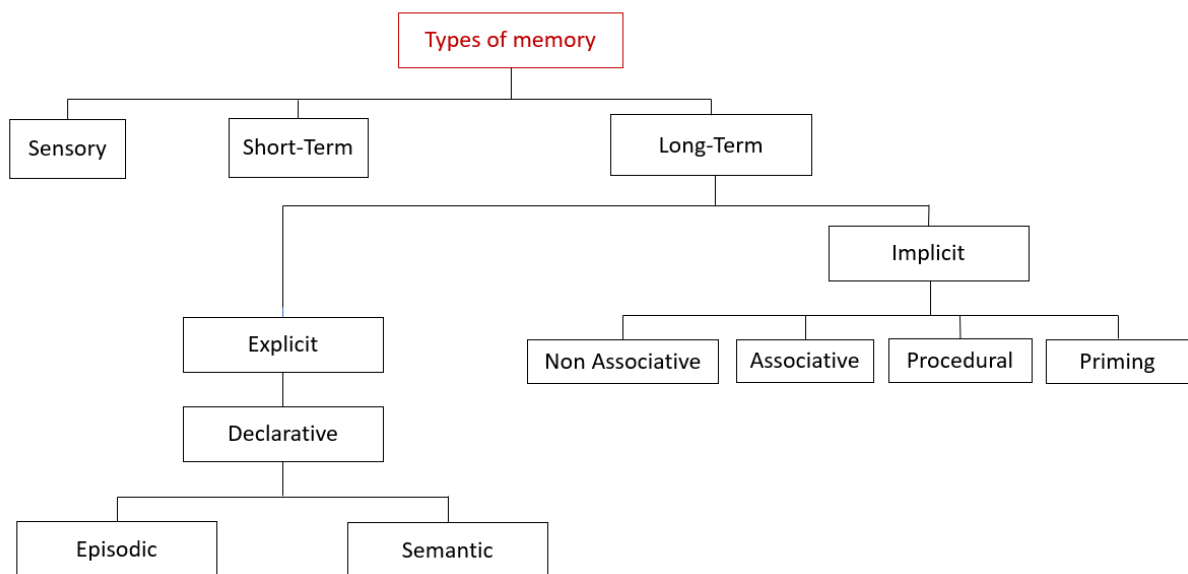 Types of memory
Sensory
Short-Term
Long-Term
Implicit
Explicit
Non Associative
Associative
Procedural
Priming
Declarative
Episodic
Semantic